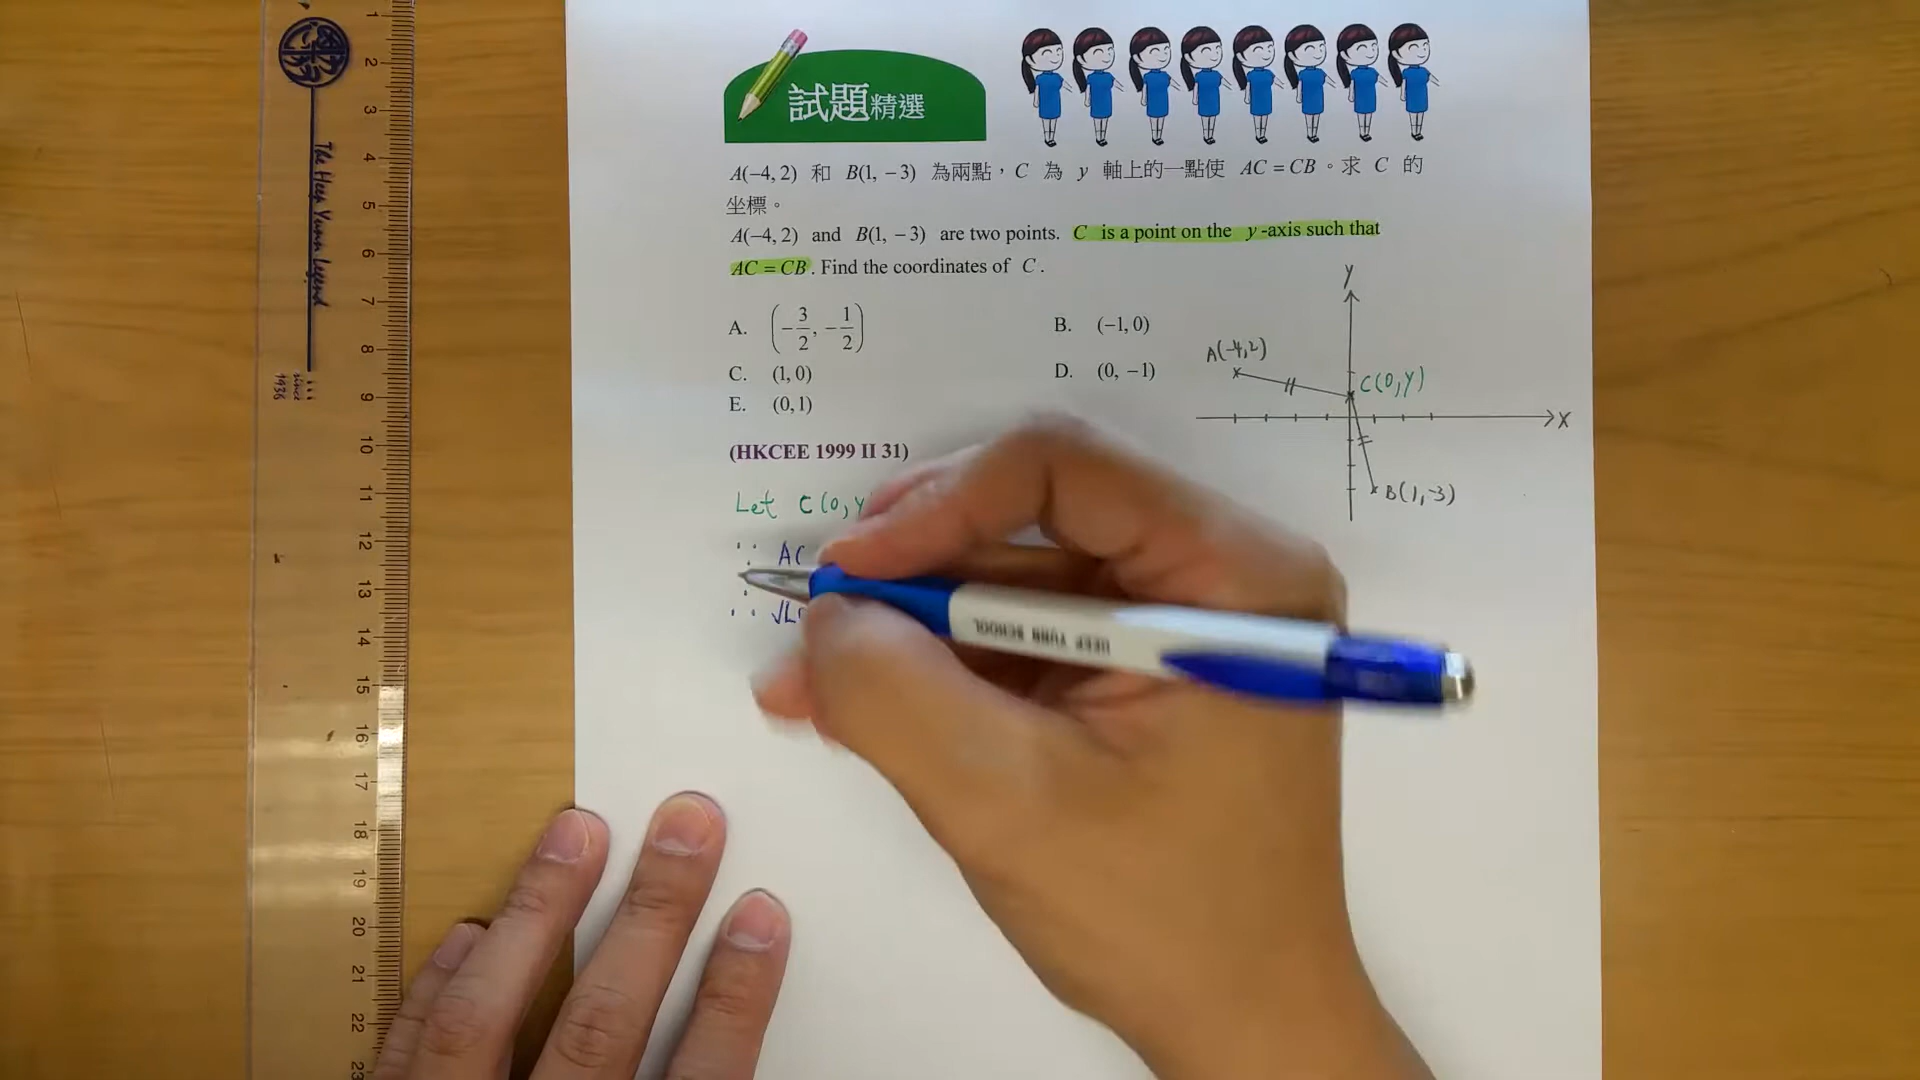 試題精選
A(−4, 2) 和 B(1, −3) 為兩點，C 為 y 軸上的一點使 AC = CB。求 C 的
坐標。
A(−4, 2) and B(1, −3) are two points. C is a point on the y-axis such that
AC = CB. Find the coordinates of C.
A. (−3/2, −1/2)
B. (−1, 0)
C. (1, 0)
D. (0, −1)
E. (0, 1)
(HKCEE 1999 II 31)
Let C(0, y
∵ AC
∴ √[
y
A(-4,2)
C(0,y)
x
B(1,-3)
HEEP YUNN SCHOOL
The Heep Yunn Legend
since
1936
1
2
3
4
5
6
7
8
9
10
11
12
13
14
15
16
17
18
19
20
21
22
23